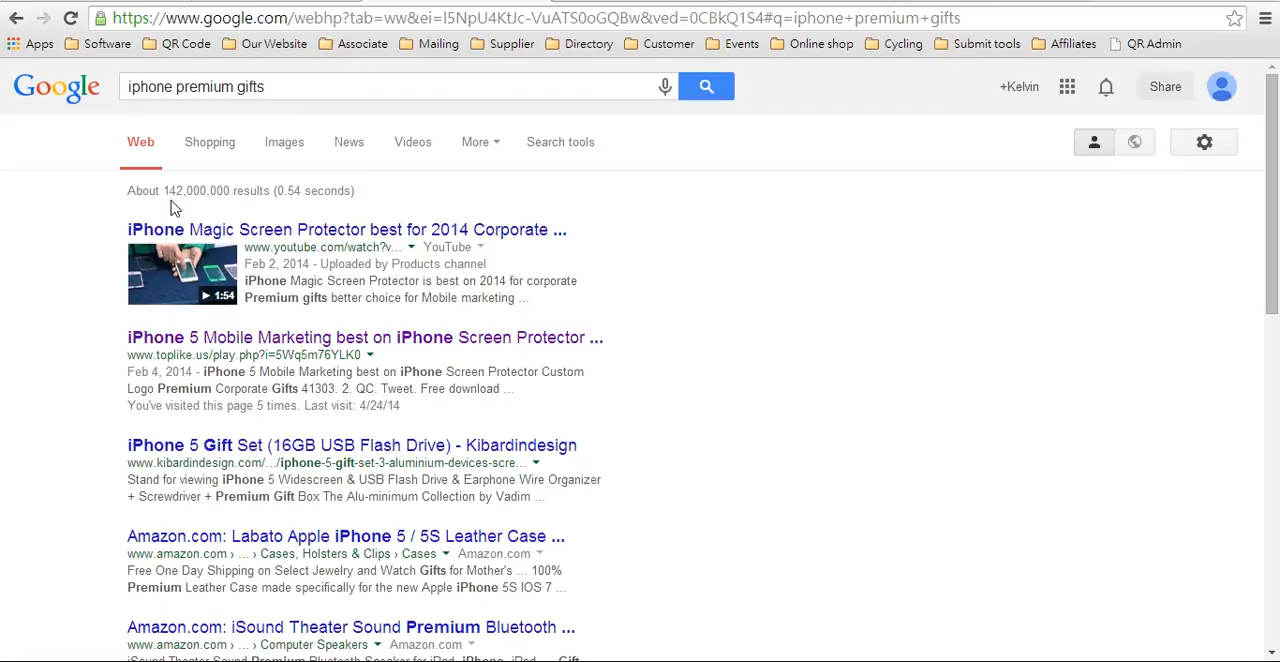 https://www.google.com/webhp?tab=ww&ei=l5NpU4KtJc-VuATS0oGQBw&ved=0CBkQ1S4#q=iphone+premium+gifts
Apps Software QR Code Our Website Associate Mailing Supplier Directory Customer Events Online shop Cycling Submit tools Affiliates QR Admin
Google iphone premium gifts +Kelvin Share
Web Shopping Images News Videos More Search tools
About 142,000,000 results (0.54 seconds)
iPhone Magic Screen Protector best for 2014 Corporate ...
www.youtube.com/watch?v... YouTube
Feb 2, 2014 - Uploaded by Products channel
iPhone Magic Screen Protector is best on 2014 for corporate
1:54 Premium gifts better choice for Mobile marketing ...
iPhone 5 Mobile Marketing best on iPhone Screen Protector ...
www.toplike.us/play.php?i=5Wq5m76YLK0
Feb 4, 2014 - iPhone 5 Mobile Marketing best on iPhone Screen Protector Custom
Logo Premium Corporate Gifts 41303. 2. QC. Tweet. Free download ...
You've visited this page 5 times. Last visit: 4/24/14
iPhone 5 Gift Set (16GB USB Flash Drive) - Kibardindesign
www.kibardindesign.com/.../iphone-5-gift-set-3-aluminium-devices-scre...
Stand for viewing iPhone 5 Widescreen & USB Flash Drive & Earphone Wire Organizer
+ Screwdriver + Premium Gift Box The Alu-minimum Collection by Vadim ...
Amazon.com: Labato Apple iPhone 5 / 5S Leather Case ...
www.amazon.com › ... › Cases, Holsters & Clips › Cases Amazon.com
Free One Day Shipping on Select Jewelry and Watch Gifts for Mother's ... 100%
Premium Leather Case made specifically for the new Apple iPhone 5S IOS 7 ...
Amazon.com: iSound Theater Sound Premium Bluetooth ...
www.amazon.com › ... › Computer Speakers Amazon.com
iSound Theater Sound Premium Bluetooth Speaker for iPad, iPhone, iPod ... Gift